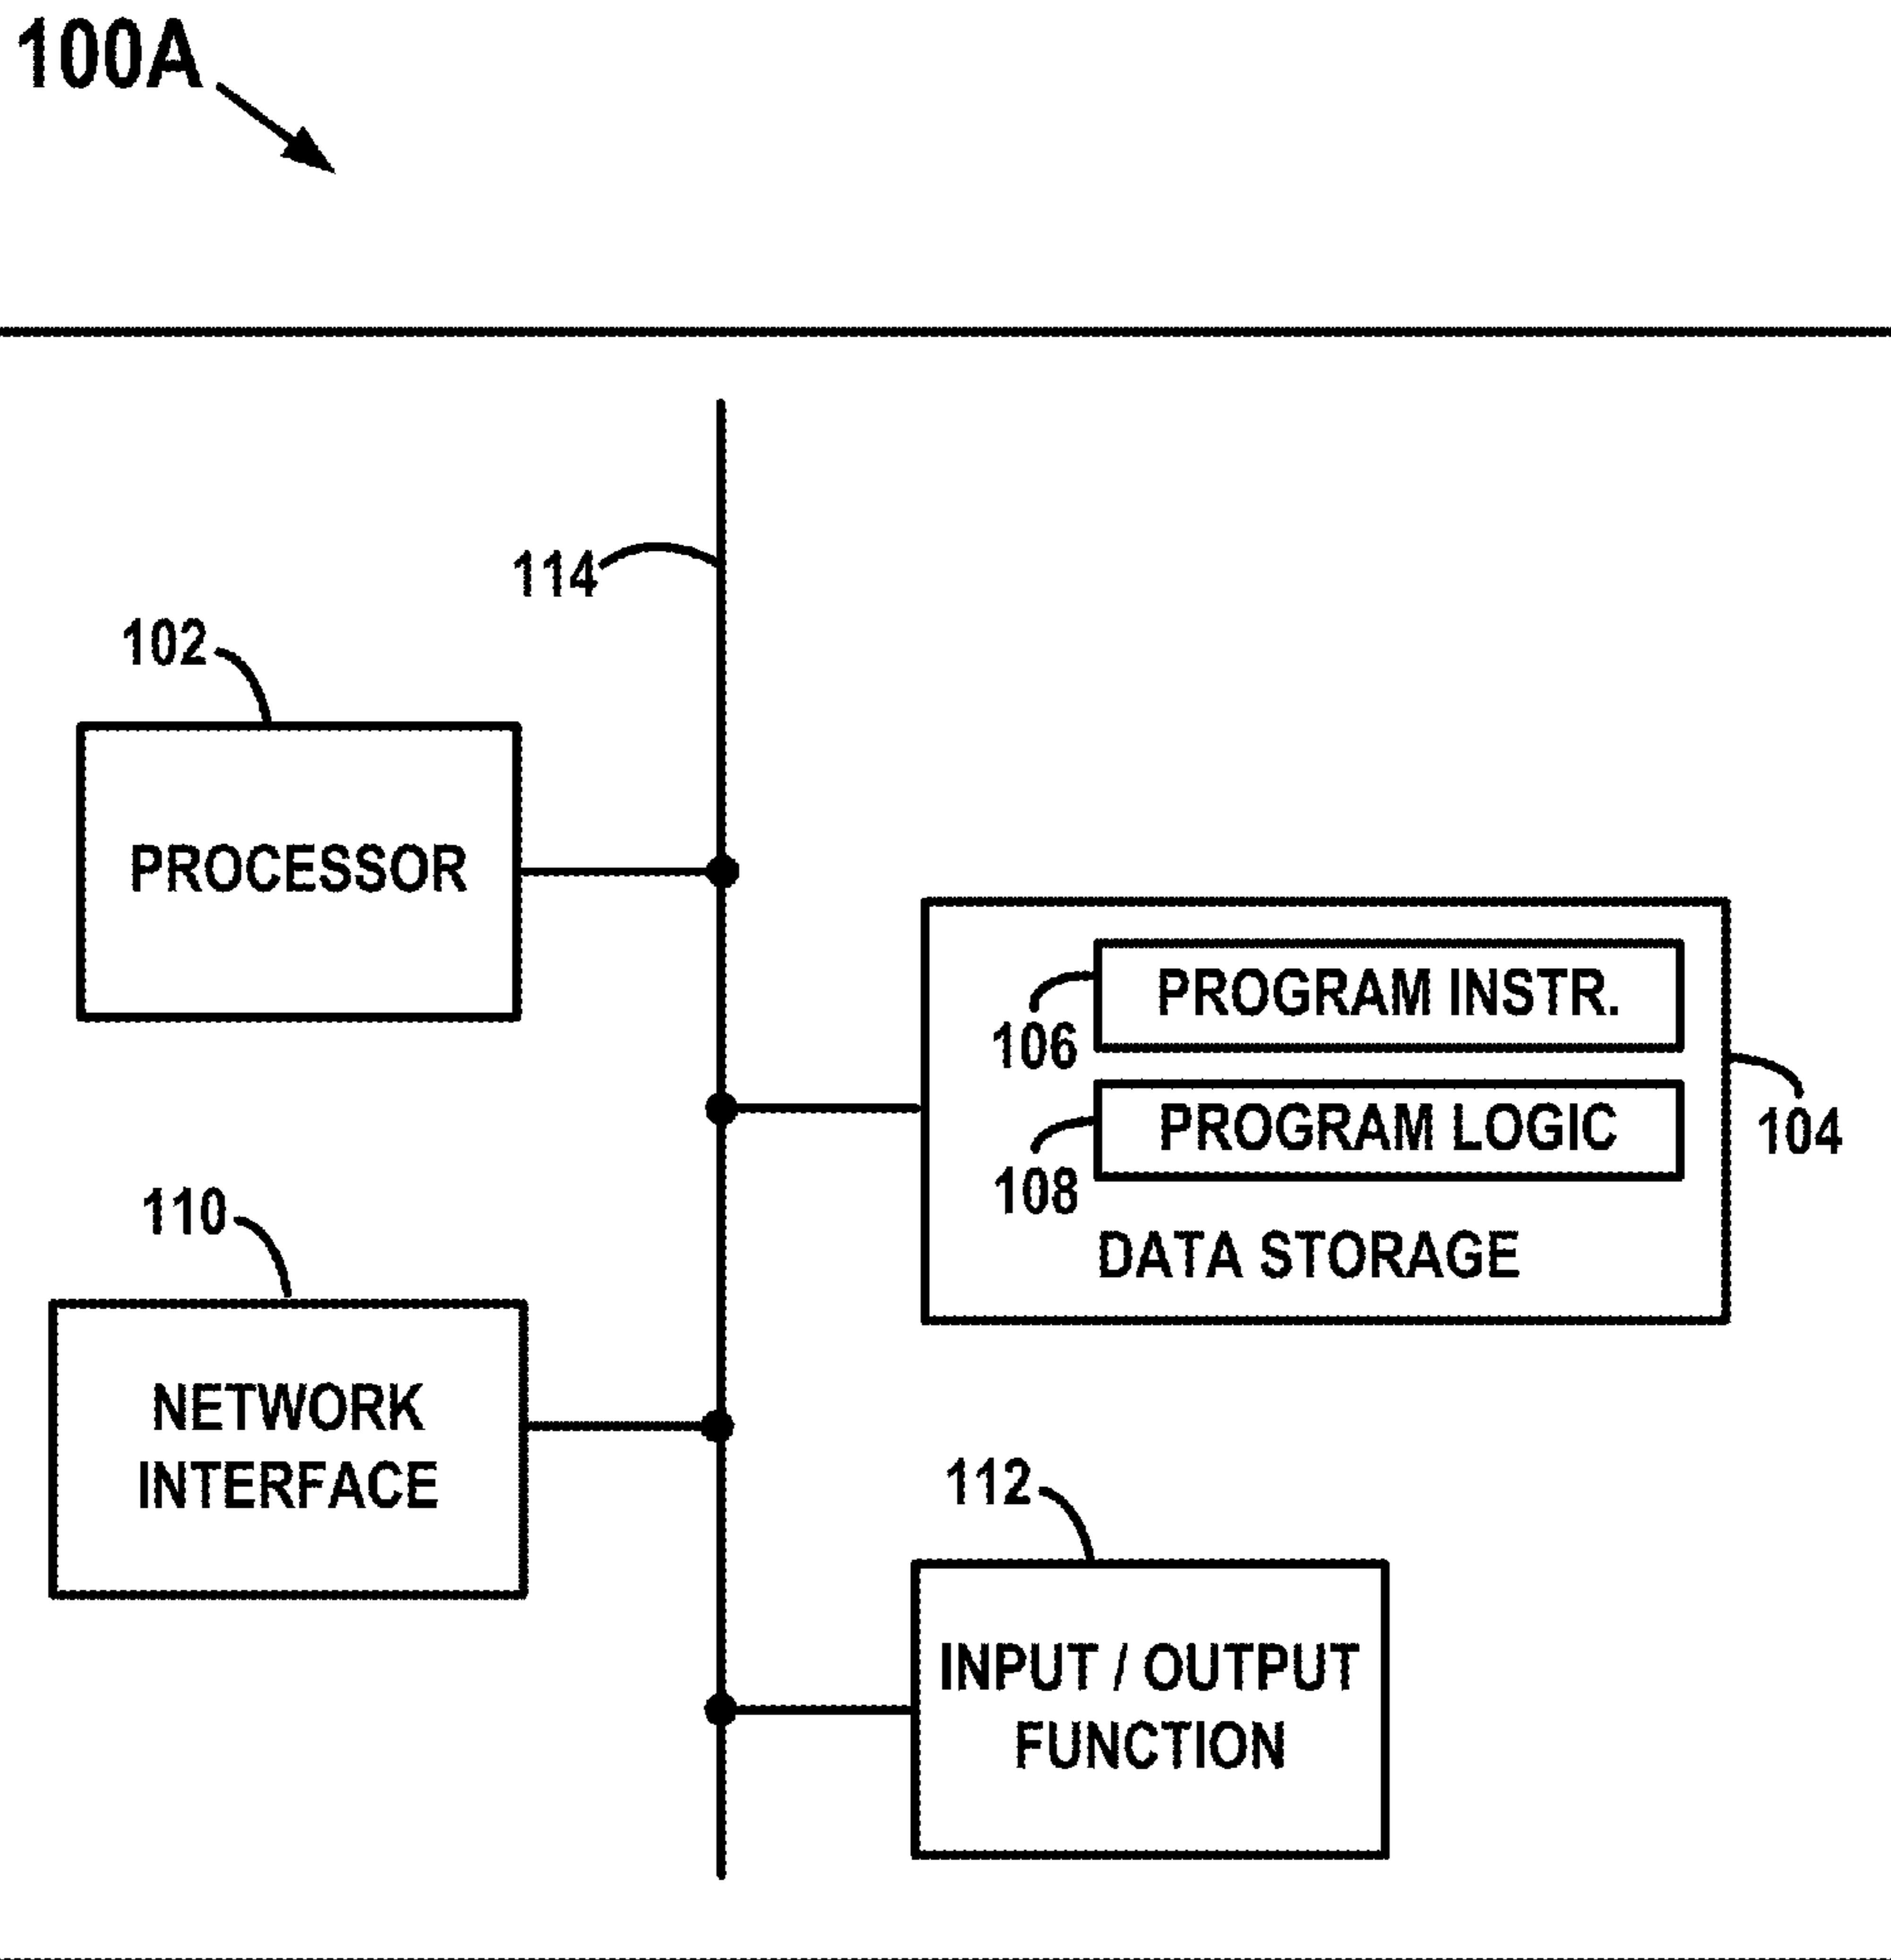 100A
114
102
PROCESSOR
PROGRAM INSTR.
106
PROGRAM LOGIC
104
108
110
DATA STORAGE
NETWORK
INTERFACE
112
INPUT / OUTPUT
FUNCTION